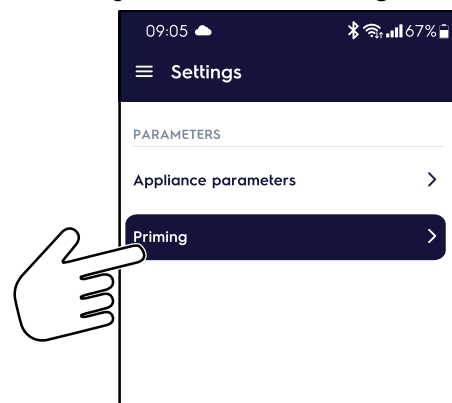 09:05 67%
Settings
PARAMETERS
Appliance parameters
Priming